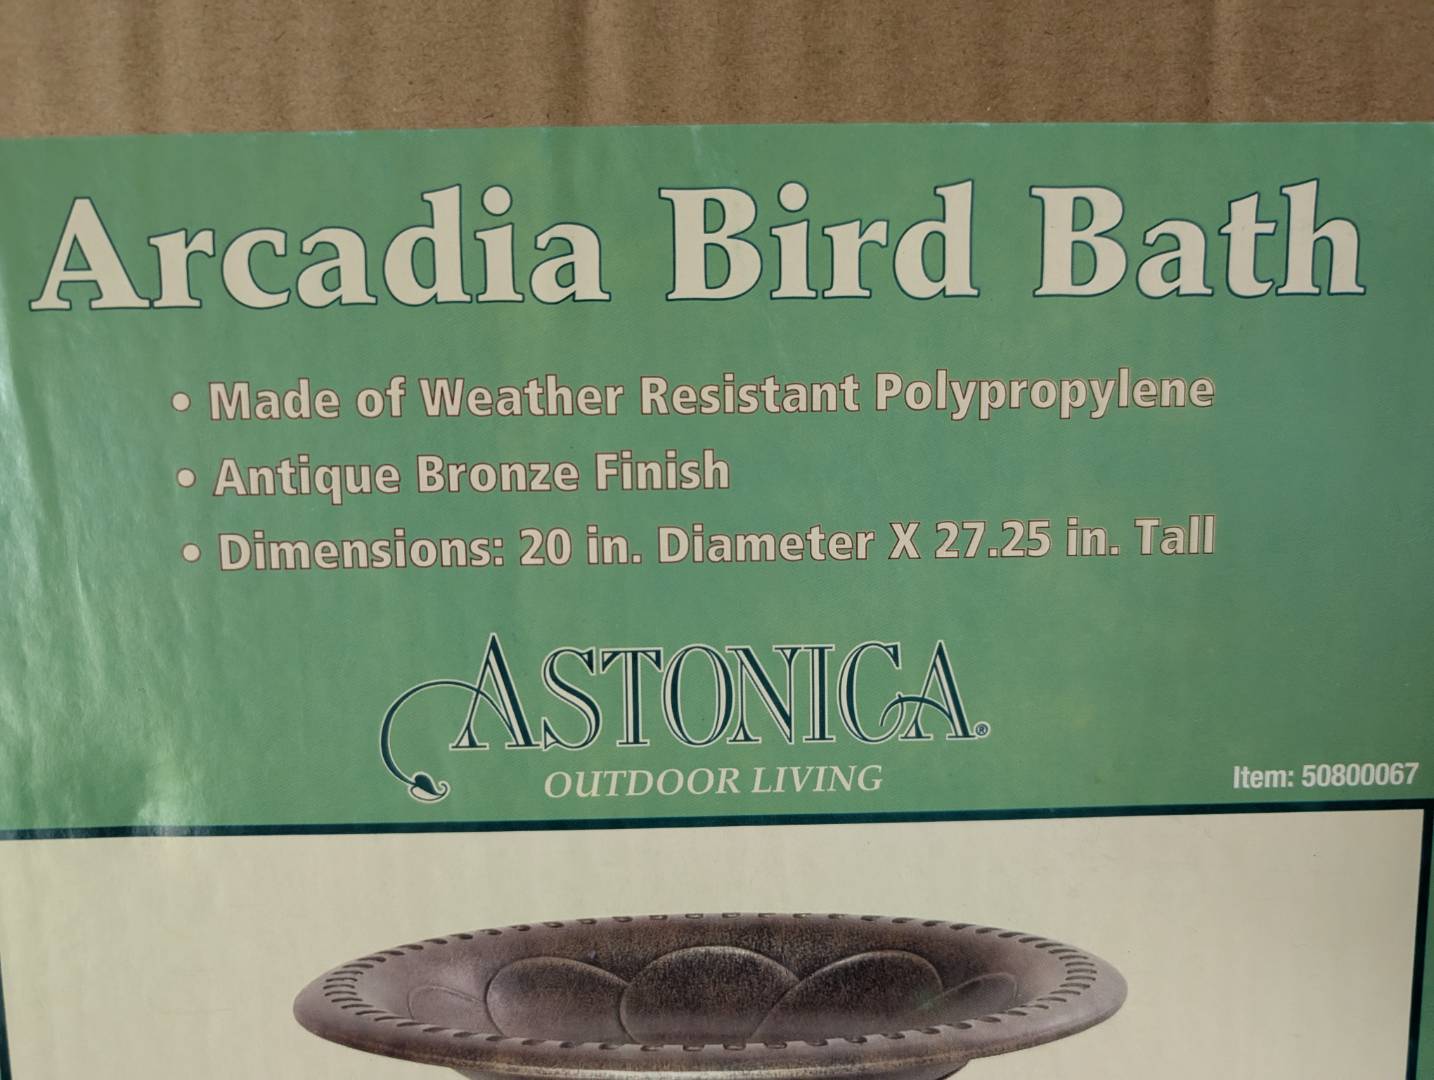 Arcadia Bird Bath
• Made of Weather Resistant Polypropylene
• Antique Bronze Finish
• Dimensions: 20 in. Diameter X 27.25 in. Tall
ASTONICA®
OUTDOOR LIVING
Item: 50800067